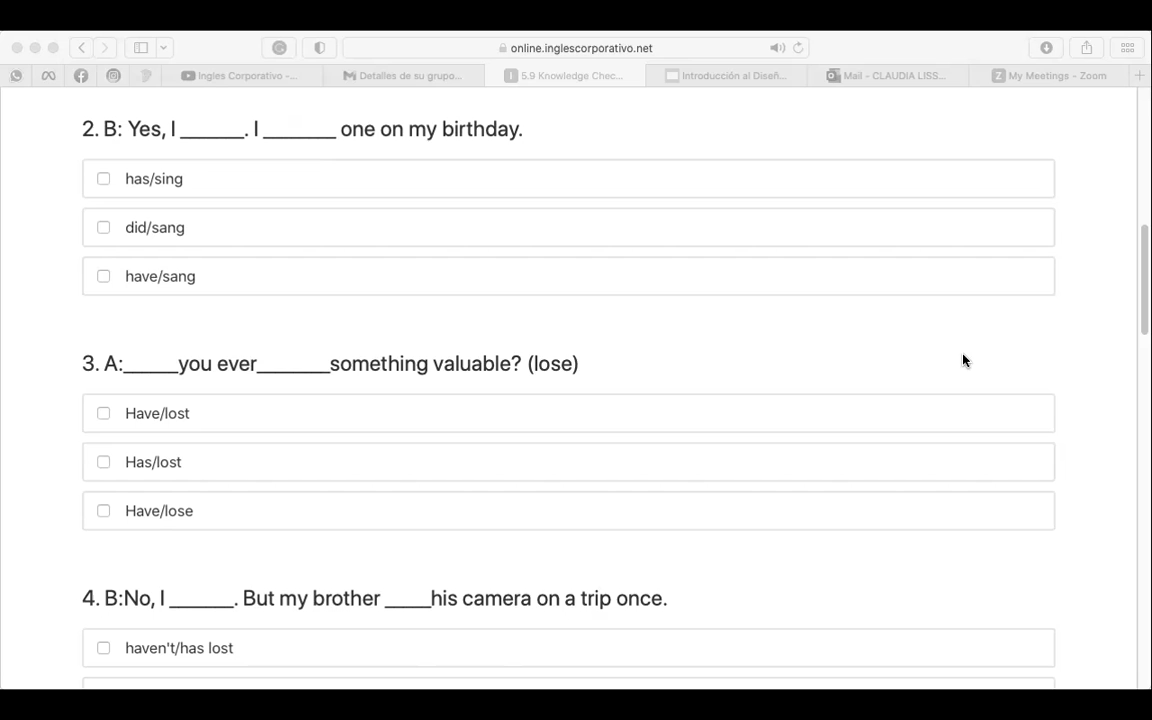 online.inglescorporativo.net
Ingles Corporativo -...
Detalles de su grupo...
5.9 Knowledge Chec...
Introducción al Diseñ...
Mail - CLAUDIA LISS...
Z My Meetings - Zoom
2. B: Yes, I ______. I _______ one on my birthday.
has/sing
did/sang
have/sang
3. A:_____you ever_______something valuable? (lose)
Have/lost
Has/lost
Have/lose
4. B:No, I ______. But my brother ____his camera on a trip once.
haven't/has lost